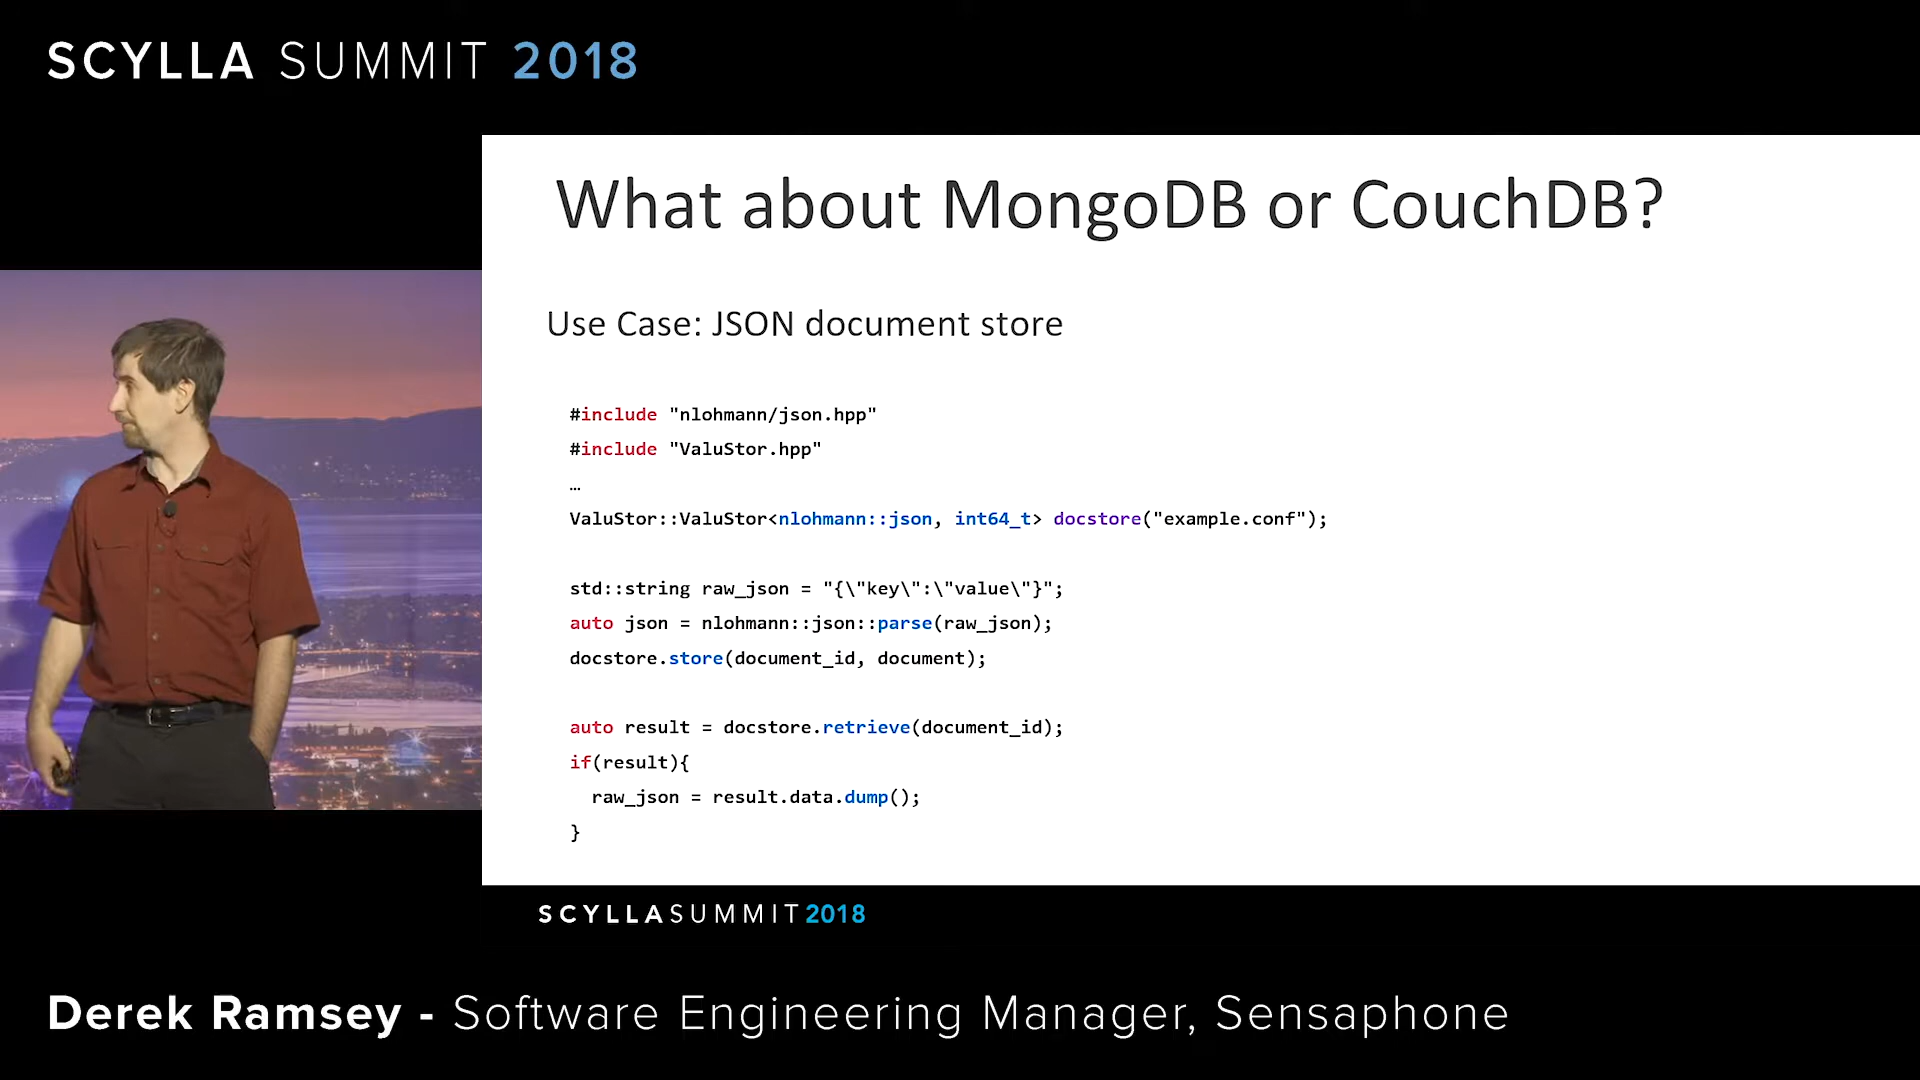 SCYLLA SUMMIT 2018
What about MongoDB or CouchDB?
Use Case: JSON document store
#include "nlohmann/json.hpp"
#include "ValuStor.hpp"
…
ValuStor::ValuStor<nlohmann::json, int64_t> docstore("example.conf");
std::string raw_json = "{\"key\":\"value\"}";
auto json = nlohmann::json::parse(raw_json);
docstore.store(document_id, document);
auto result = docstore.retrieve(document_id);
if(result){
  raw_json = result.data.dump();
}
SCYLLASUMMIT2018
Derek Ramsey - Software Engineering Manager, Sensaphone